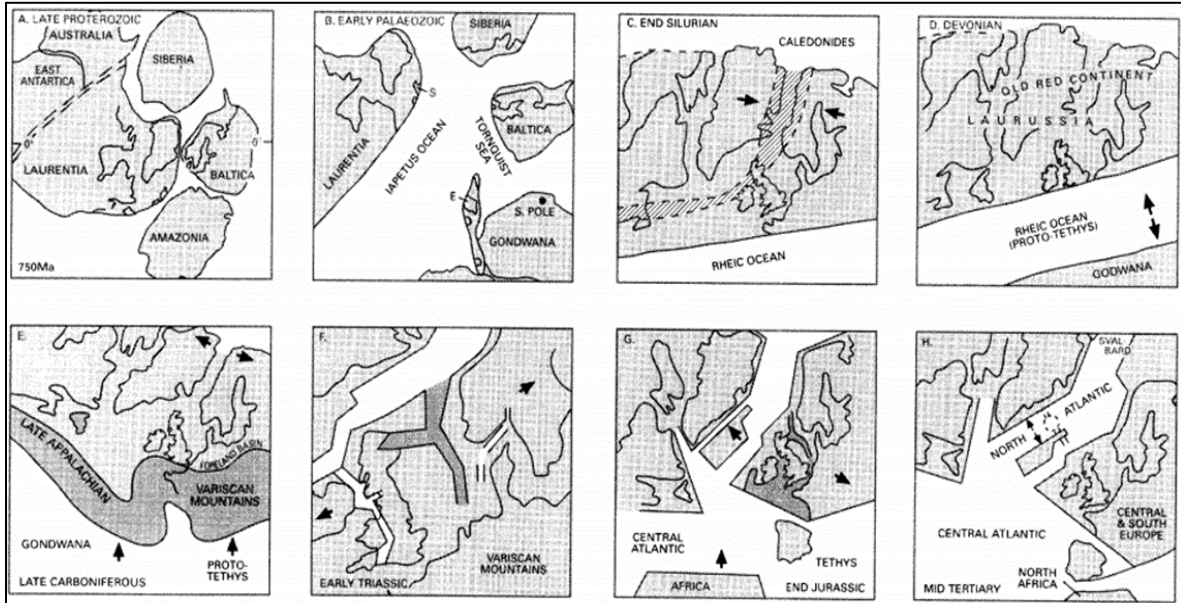 A. LATE PROTEROZOIC
AUSTRALIA
SIBERIA
EAST
ANTARTICA
LAURENTIA
BALTICA
AMAZONIA
750Ma
B. EARLY PALAEOZOIC
SIBERIA
S
LAURENTIA
IAPETUS OCEAN
TORNQUIST
SEA
BALTICA
E
S. POLE
GONDWANA
C. END SILURIAN
CALEDONIDES
RHEIC OCEAN
D. DEVONIAN
OLD RED CONTINENT
LAURUSSIA
RHEIC OCEAN
(PROTO-TETHYS)
GODWANA
E.
LATE APPALACHIAN
FORELAND BASIN
VARISCAN
MOUNTAINS
GONDWANA
PROTO-
TETHYS
LATE CARBONIFEROUS
F.
VARISCAN
MOUNTAINS
EARLY TRIASSIC
G.
CENTRAL
ATLANTIC
TETHYS
AFRICA
END JURASSIC
H.
SVAL
BARD
NORTH ATLANTIC
CENTRAL
& SOUTH
EUROPE
CENTRAL ATLANTIC
NORTH
AFRICA
MID TERTIARY